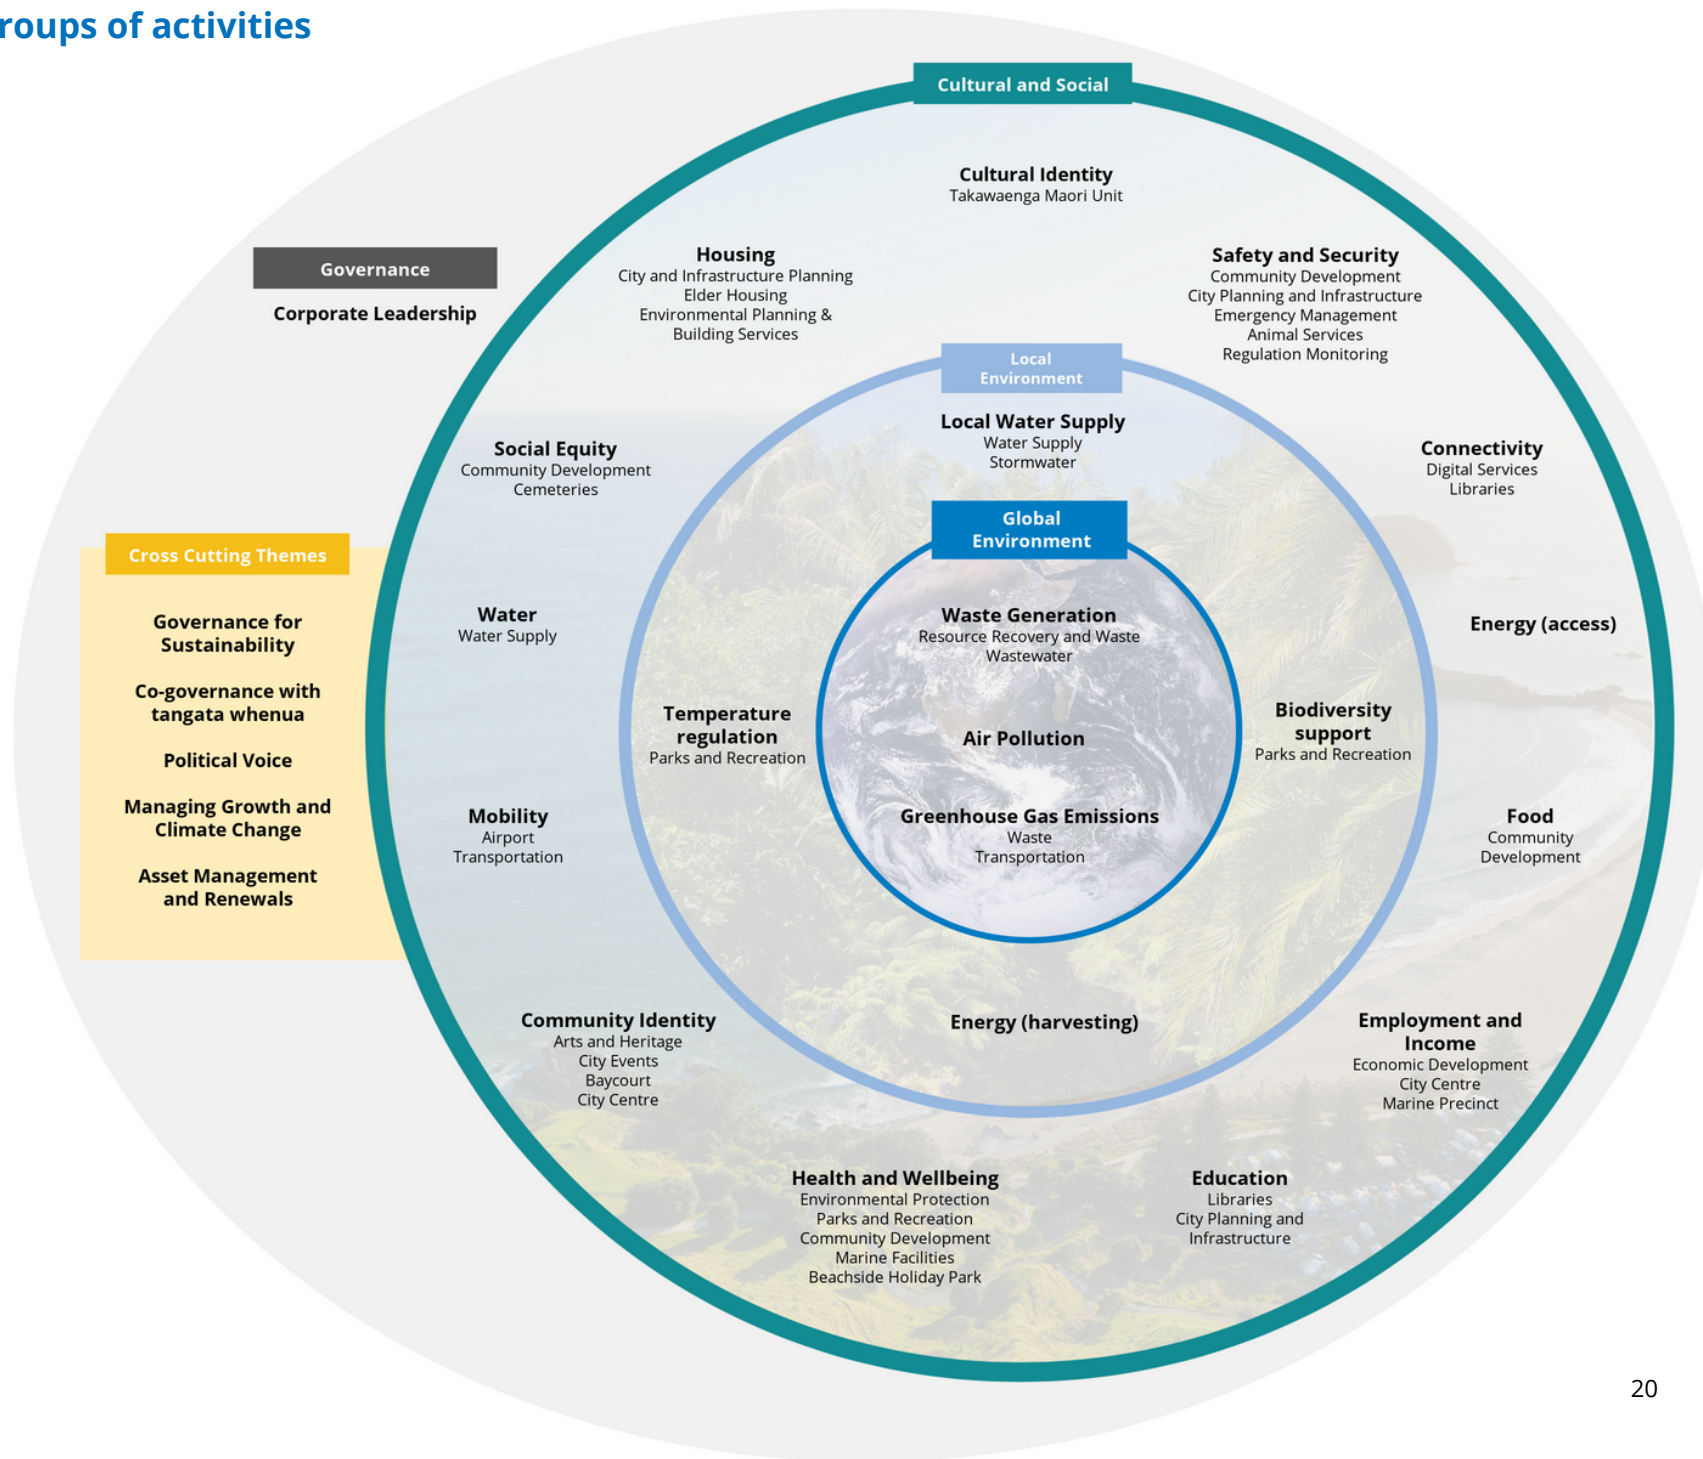 roups of activities
Cultural and Social
Cultural Identity
Takawaenga Maori Unit
Governance
Corporate Leadership
Housing
City and Infrastructure Planning
Elder Housing
Environmental Planning &
Building Services
Safety and Security
Community Development
City Planning and Infrastructure
Emergency Management
Animal Services
Regulation Monitoring
Local
Environment
Local Water Supply
Water Supply
Stormwater
Social Equity
Community Development
Cemeteries
Connectivity
Digital Services
Libraries
Global
Environment
Cross Cutting Themes
Governance for
Sustainability
Co-governance with
tangata whenua
Political Voice
Managing Growth and
Climate Change
Asset Management
and Renewals
Water
Water Supply
Waste Generation
Resource Recovery and Waste
Wastewater
Energy (access)
Temperature
regulation
Parks and Recreation
Air Pollution
Biodiversity
support
Parks and Recreation
Mobility
Airport
Transportation
Greenhouse Gas Emissions
Waste
Transportation
Food
Community
Development
Community Identity
Arts and Heritage
City Events
Baycourt
City Centre
Energy (harvesting)
Employment and
Income
Economic Development
City Centre
Marine Precinct
Health and Wellbeing
Environmental Protection
Parks and Recreation
Community Development
Marine Facilities
Beachside Holiday Park
Education
Libraries
City Planning and
Infrastructure
20